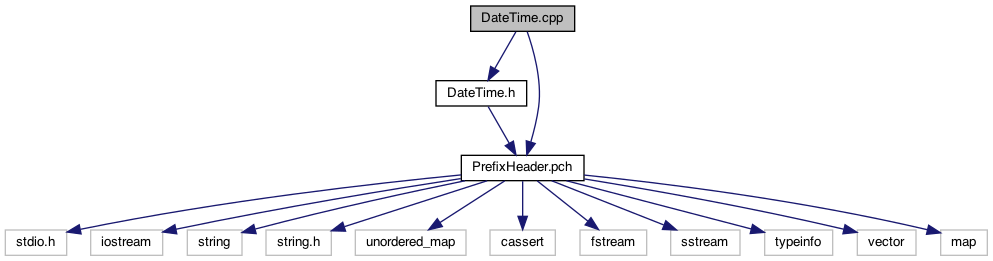 DateTime.cpp
DateTime.h
PrefixHeader.pch
stdio.h
iostream
string
string.h
unordered_map
cassert
fstream
sstream
typeinfo
vector
map